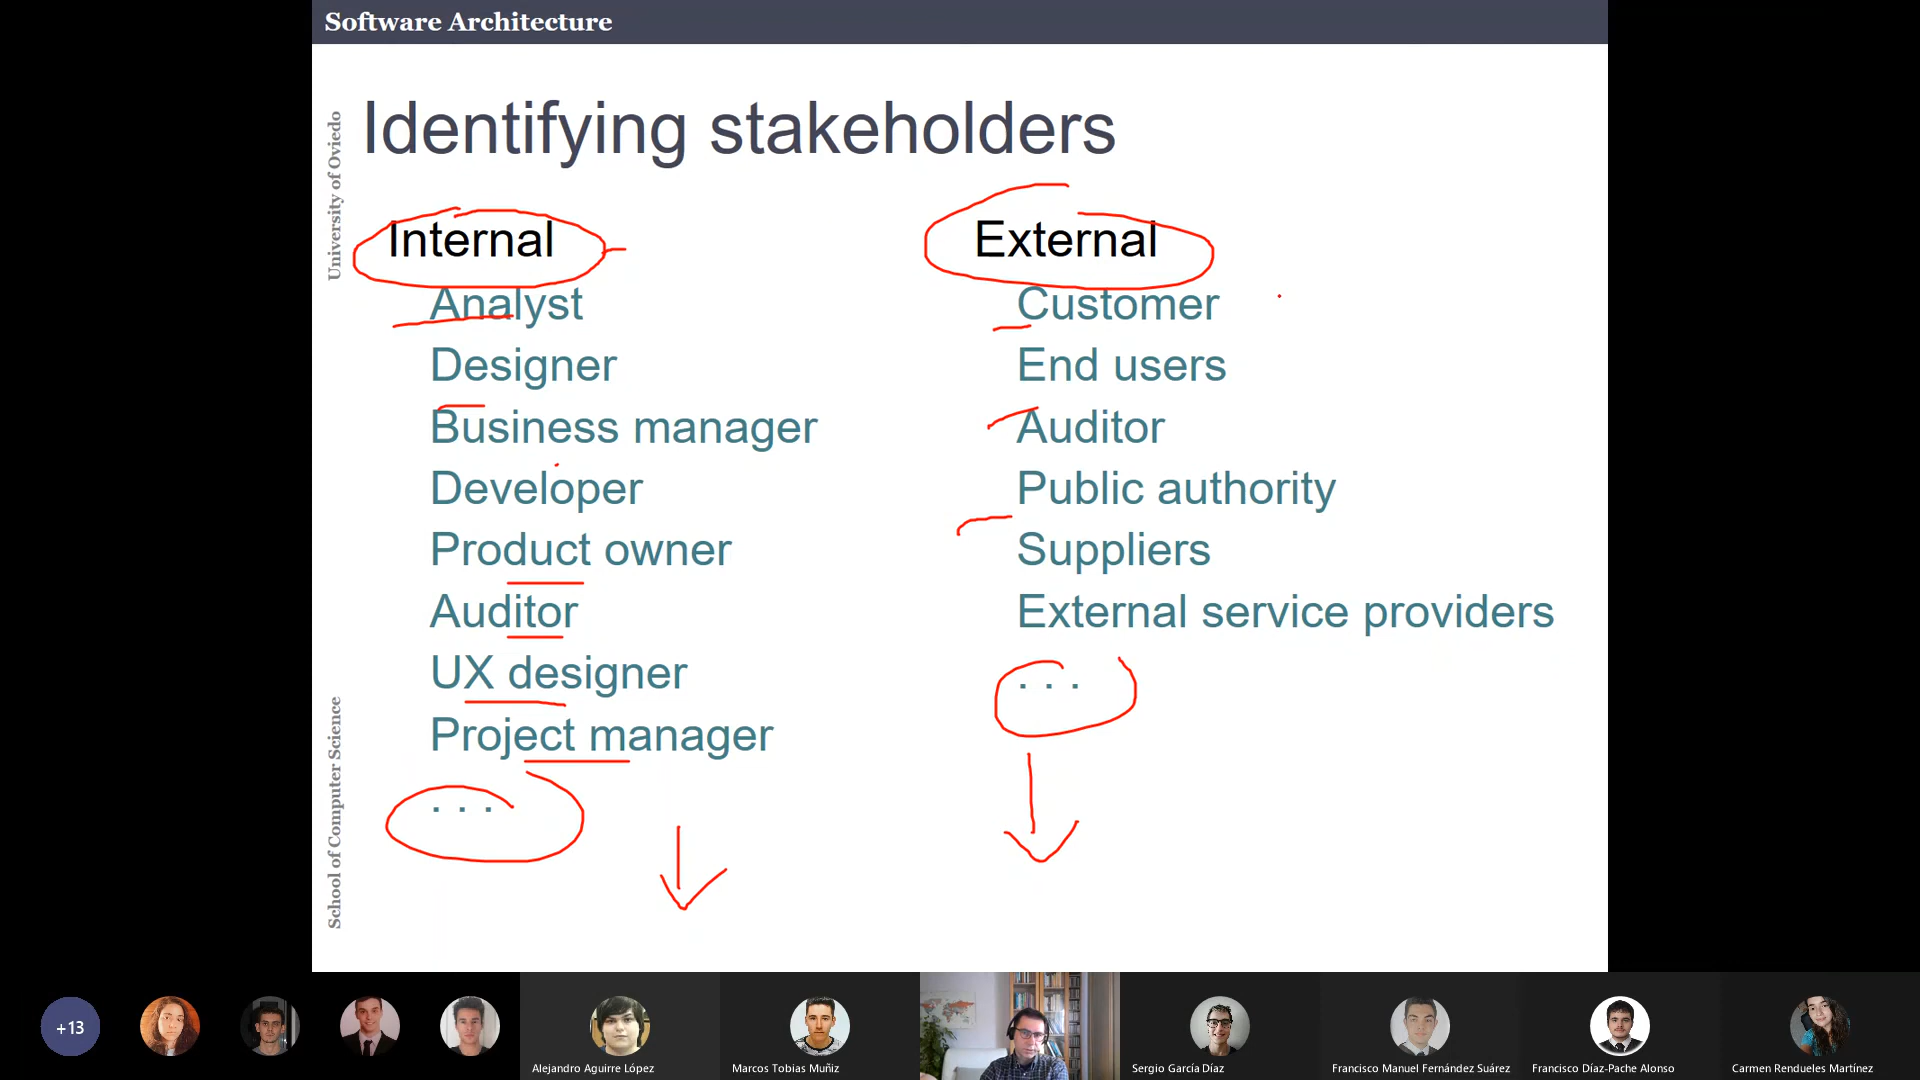 Software Architecture
University of Oviedo
School of Computer Science
Identifying stakeholders
Internal
Analyst
Designer
Business manager
Developer
Product owner
Auditor
UX designer
Project manager
...
External
Customer
End users
Auditor
Public authority
Suppliers
External service providers
...
+13
Alejandro Aguirre López
Marcos Tobias Muñiz
Sergio García Díaz
Francisco Manuel Fernández Suárez
Francisco Díaz-Pache Alonso
Carmen Rendueles Martínez